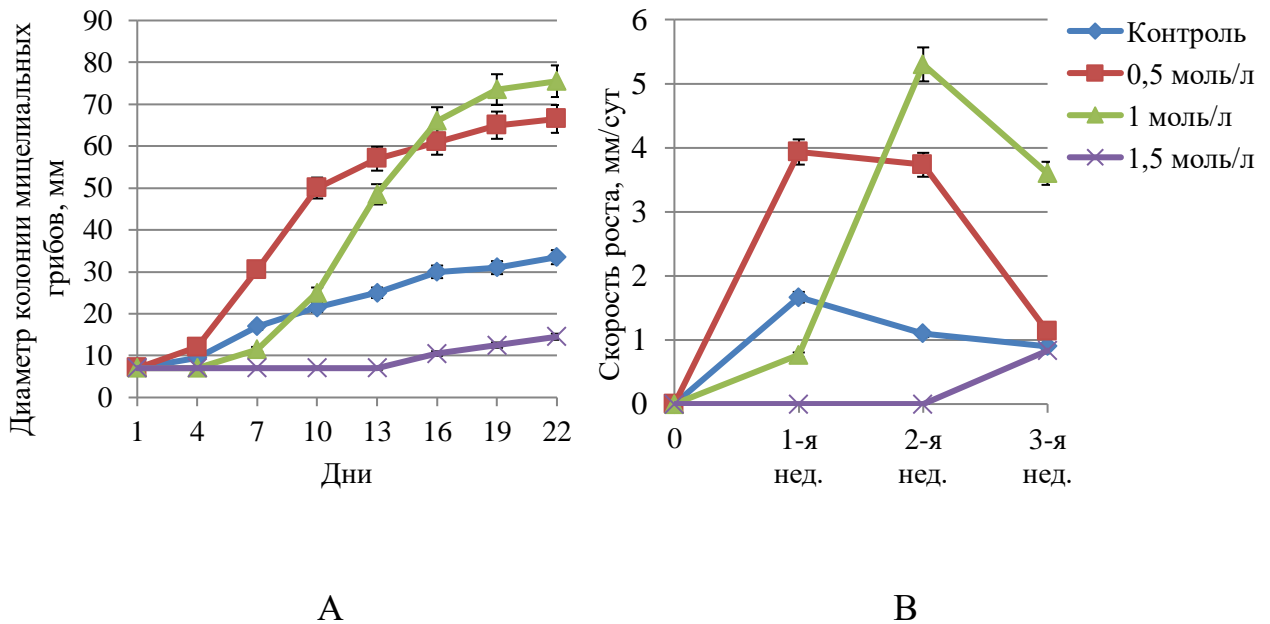 Диаметр колонии мицелиальных
грибов, мм
90
80
70
60
50
40
30
20
10
0
1 4 7 10 13 16 19 22
Дни
А
Скорость роста, мм/сут
6
5
4
3
2
1
0
0 1-я 2-я 3-я
нед. нед. нед.
В
Контроль
0,5 моль/л
1 моль/л
1,5 моль/л